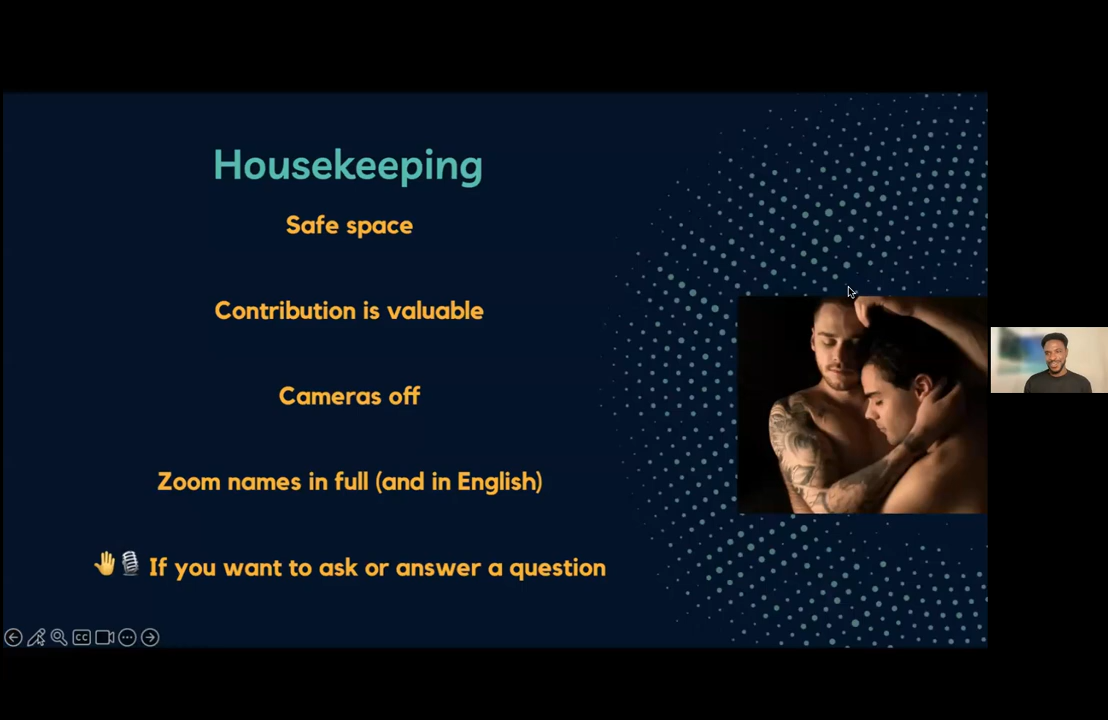 Housekeeping
Safe space
Contribution is valuable
Cameras off
Zoom names in full (and in English)
✋🎙️ If you want to ask or answer a question
CC